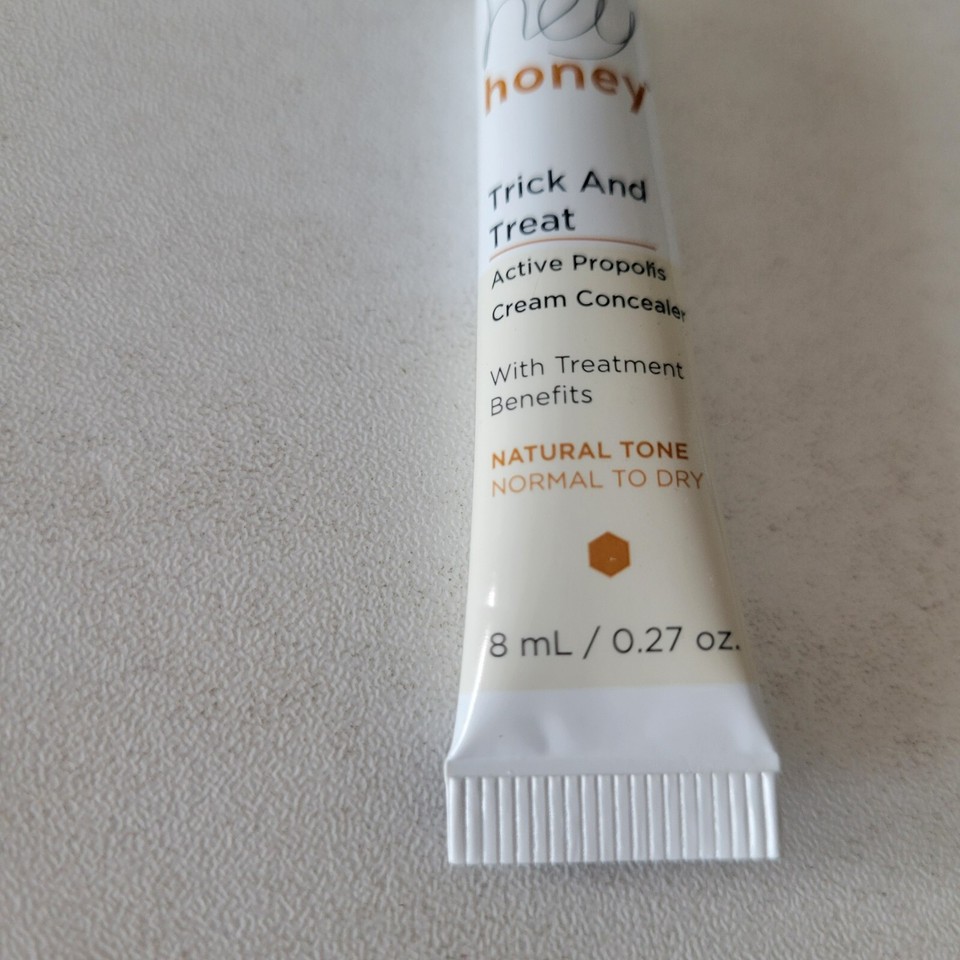 hey
honey
Trick And
Treat
Active Propolis
Cream Concealer
With Treatment
Benefits
NATURAL TONE
NORMAL TO DRY
8 mL / 0.27 oz.